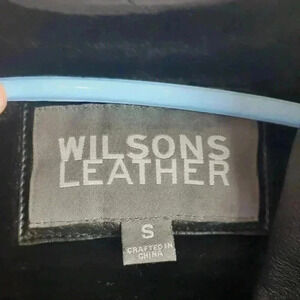 WILSONS
LEATHER
S
CRAFTED IN
CHINA